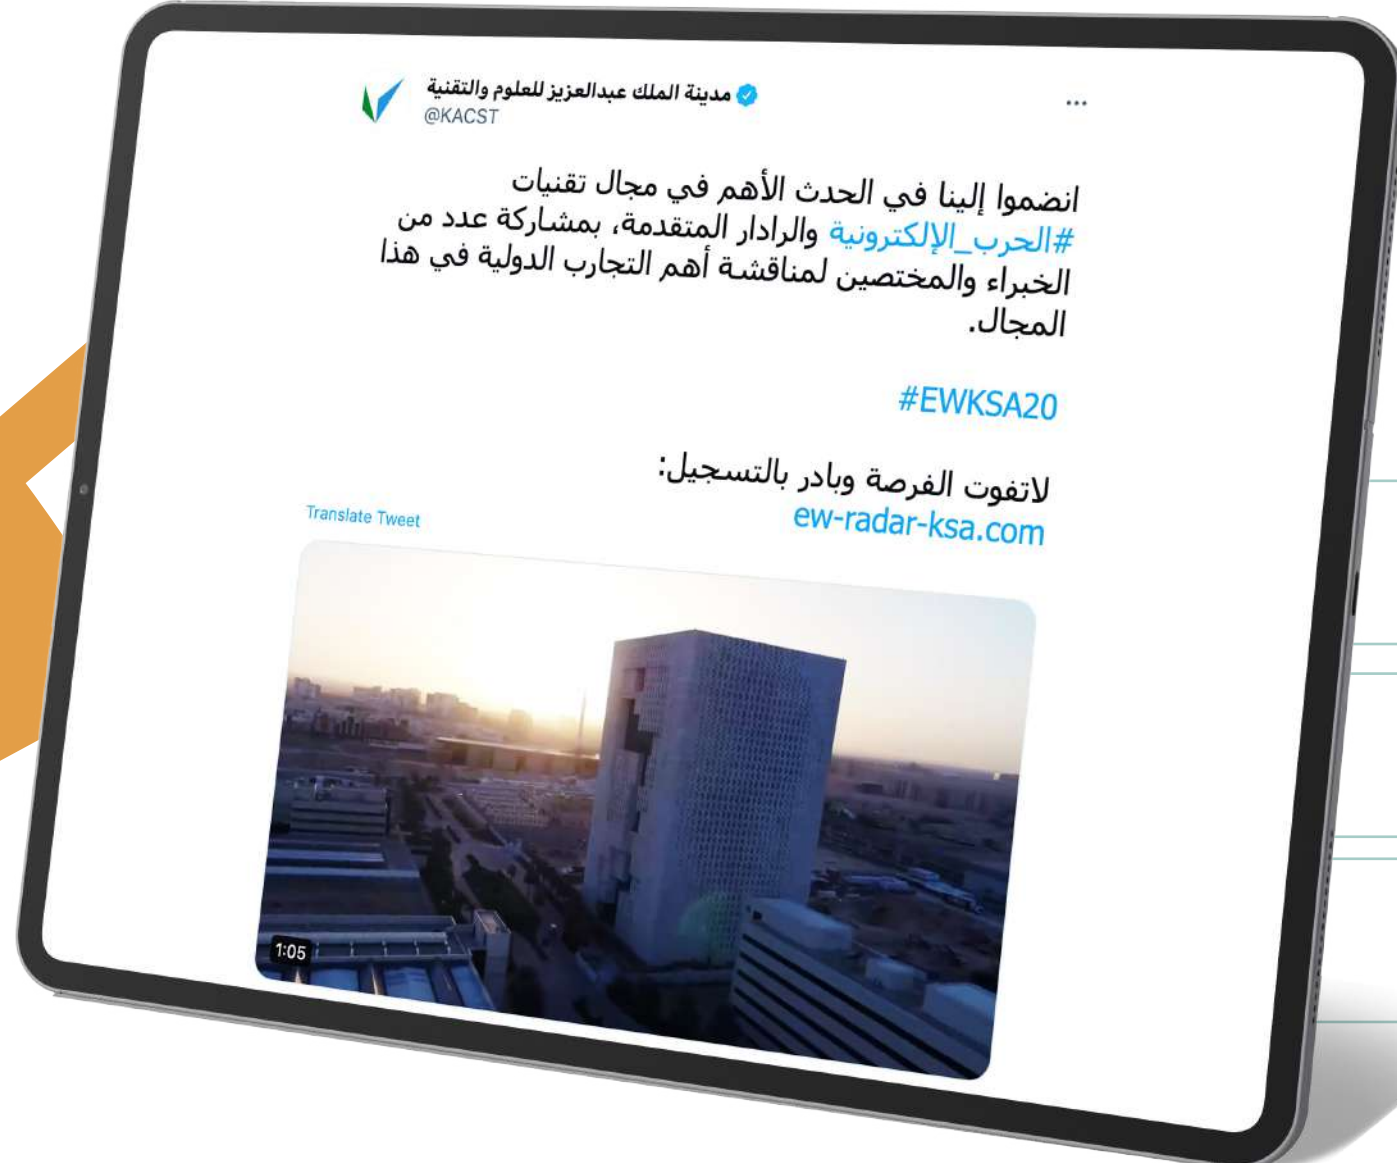 مدينة الملك عبدالعزيز للعلوم والتقنية
@KACST
انضموا إلينا في الحدث الأهم في مجال تقنيات
#الحرب_الإلكترونية والرادار المتقدمة، بمشاركة عدد من
الخبراء والمختصين لمناقشة أهم التجارب الدولية في هذا
المجال.
#EWKSA20
لاتفوت الفرصة وبادر بالتسجيل:
ew-radar-ksa.com
Translate Tweet
1:05